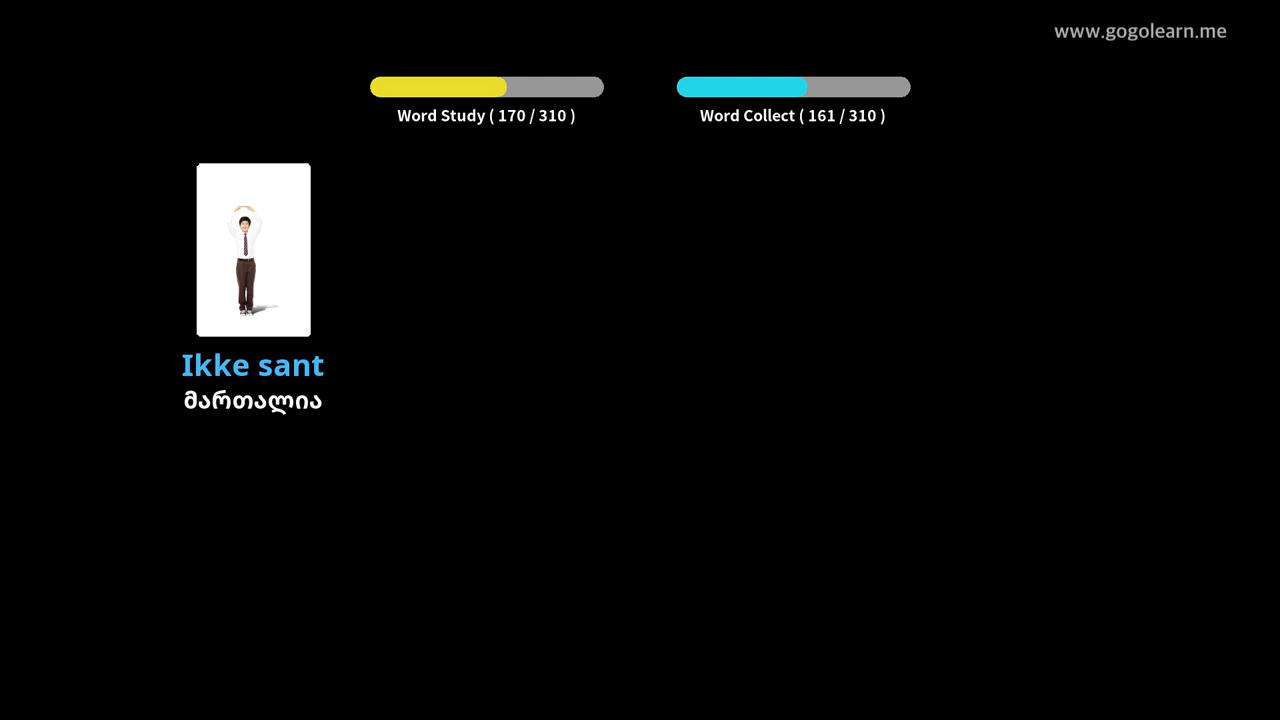 www.gogolearn.me
Word Study ( 170 / 310 )
Word Collect ( 161 / 310 )
Ikke sant
მართალია